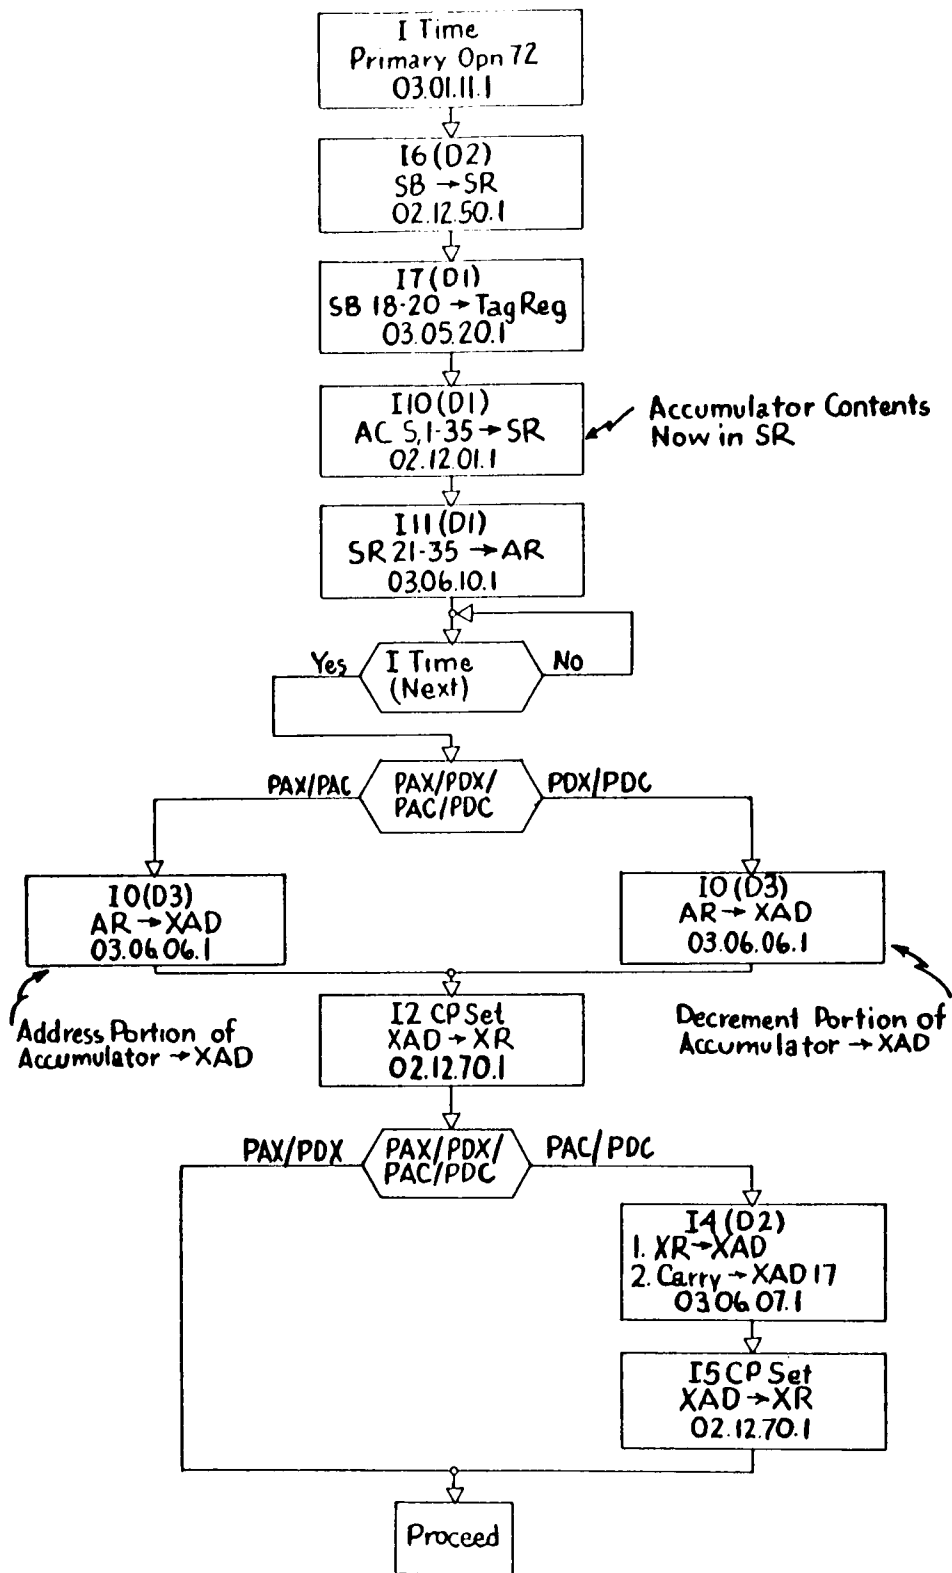 I Time
Primary Opn 72
03.01.11.1
I6 (D2)
SB → SR
02.12.50.1
I7 (D1)
SB 18-20 → Tag Reg
03.05.20.1
I10 (D1)
AC S,1-35 → SR
02.12.01.1
Accumulator Contents
Now in SR
I11 (D1)
SR 21-35 → AR
03.06.10.1
Yes
I Time
(Next)
No
PAX/PAC
PAX/PDX/
PAC/PDC
PDX/PDC
I0 (D3)
AR → XAD
03.06.06.1
I0 (D3)
AR → XAD
03.06.06.1
Address Portion of
Accumulator → XAD
I2 CP Set
XAD → XR
02.12.70.1
Decrement Portion of
Accumulator → XAD
PAX/PDX
PAX/PDX/
PAC/PDC
PAC/PDC
I4 (D2)
1. XR → XAD
2. Carry → XAD 17
03.06.07.1
I5 CP Set
XAD → XR
02.12.70.1
Proceed